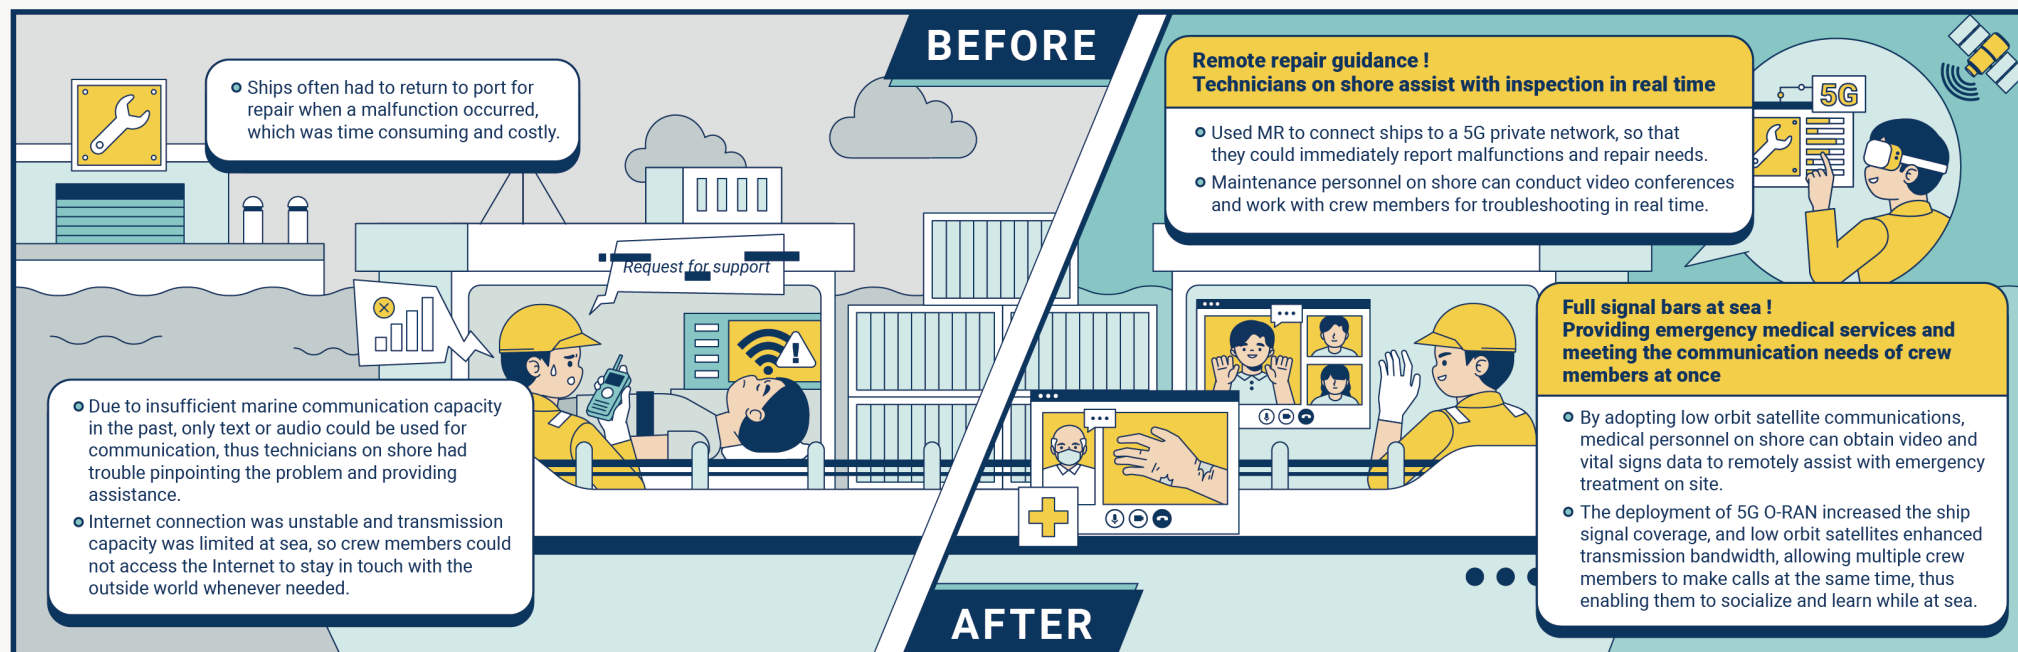 BEFORE
Ships often had to return to port for
repair when a malfunction occurred,
which was time consuming and costly.
Request for support
Due to insufficient marine communication capacity
in the past, only text or audio could be used for
communication, thus technicians on shore had
trouble pinpointing the problem and providing
assistance.
Internet connection was unstable and transmission
capacity was limited at sea, so crew members could
not access the Internet to stay in touch with the
outside world whenever needed.
AFTER
Remote repair guidance !
Technicians on shore assist with inspection in real time
Used MR to connect ships to a 5G private network, so that
they could immediately report malfunctions and repair needs.
Maintenance personnel on shore can conduct video conferences
and work with crew members for troubleshooting in real time.
5G
Full signal bars at sea !
Providing emergency medical services and
meeting the communication needs of crew
members at once
By adopting low orbit satellite communications,
medical personnel on shore can obtain video and
vital signs data to remotely assist with emergency
treatment on site.
The deployment of 5G O-RAN increased the ship
signal coverage, and low orbit satellites enhanced
transmission bandwidth, allowing multiple crew
members to make calls at the same time, thus
enabling them to socialize and learn while at sea.